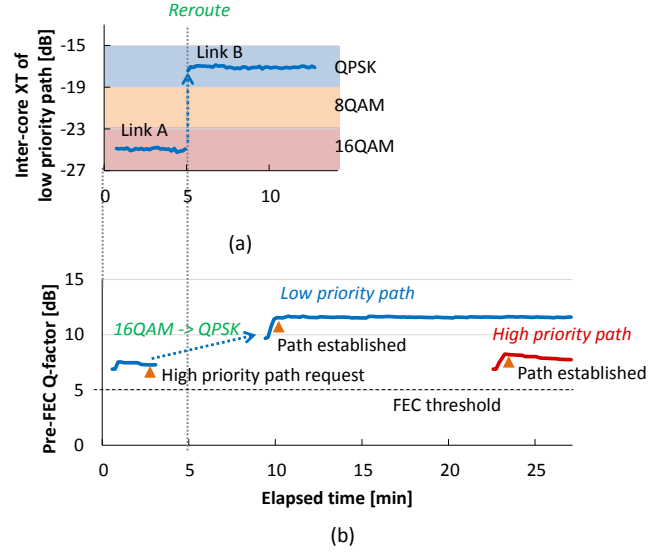 Reroute
Inter-core XT of
low priority path [dB]
-15
-19
-23
-27
Link B
Link A
QPSK
8QAM
16QAM
0
5
10
(a)
Pre-FEC Q-factor [dB]
15
10
5
0
Low priority path
16QAM -> QPSK
High priority path
Path established
High priority path request
Path established
FEC threshold
0
5
10
15
20
25
Elapsed time [min]
(b)